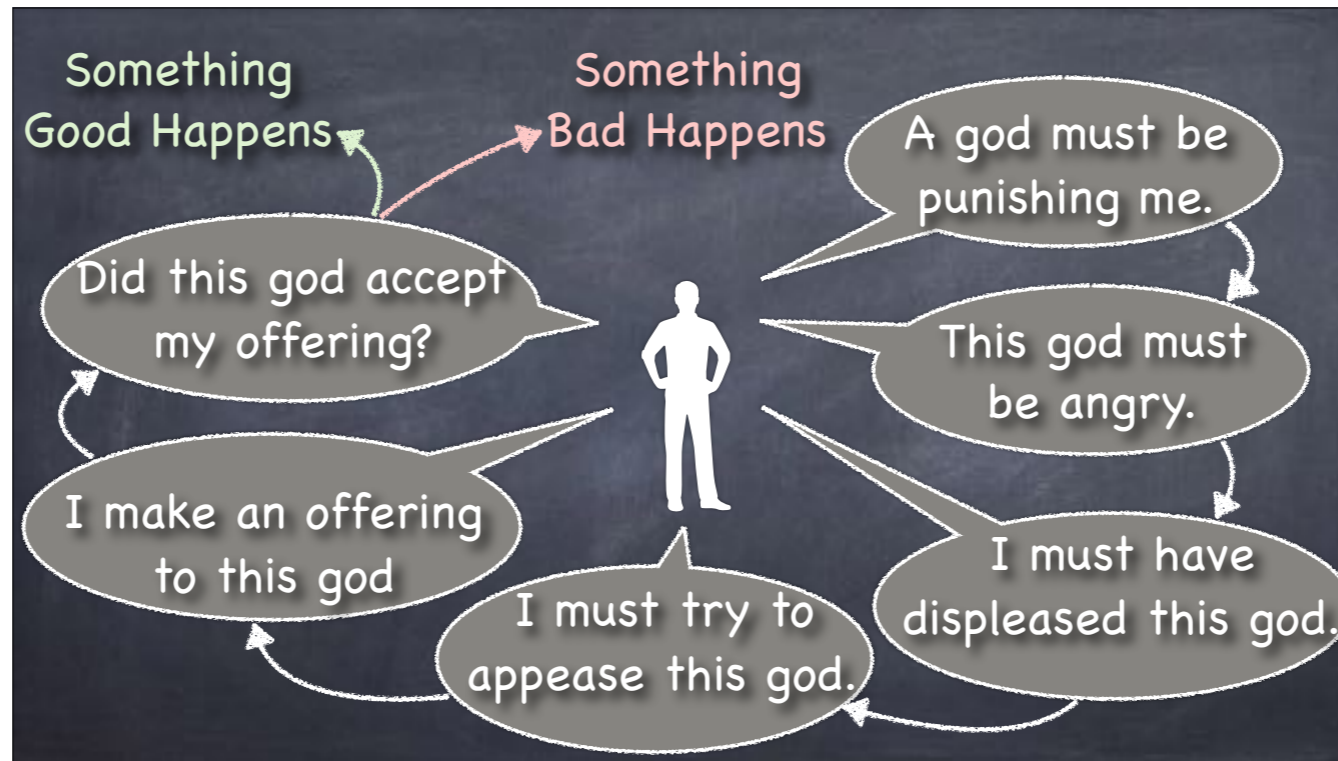 Something
Good Happens
Something
Bad Happens
A god must be
punishing me.
This god must
be angry.
I must have
displeased this god.
I must try to
appease this god.
I make an offering
to this god
Did this god accept
my offering?